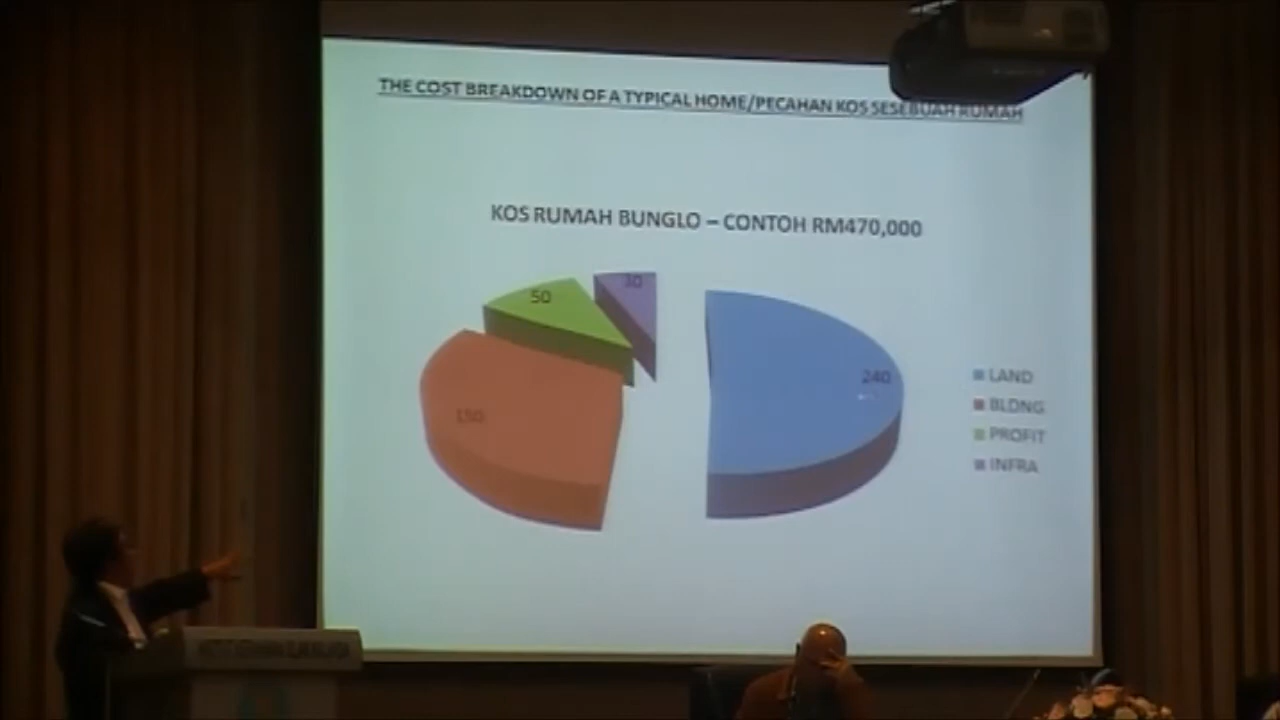 THE COST BREAKDOWN OF A TYPICAL HOME/PECAHAN KOS SESEBUAH RUMAH
KOS RUMAH BUNGLO – CONTOH RM470,000
30
50
240
150
LAND
BLDNG
PROFIT
INFRA